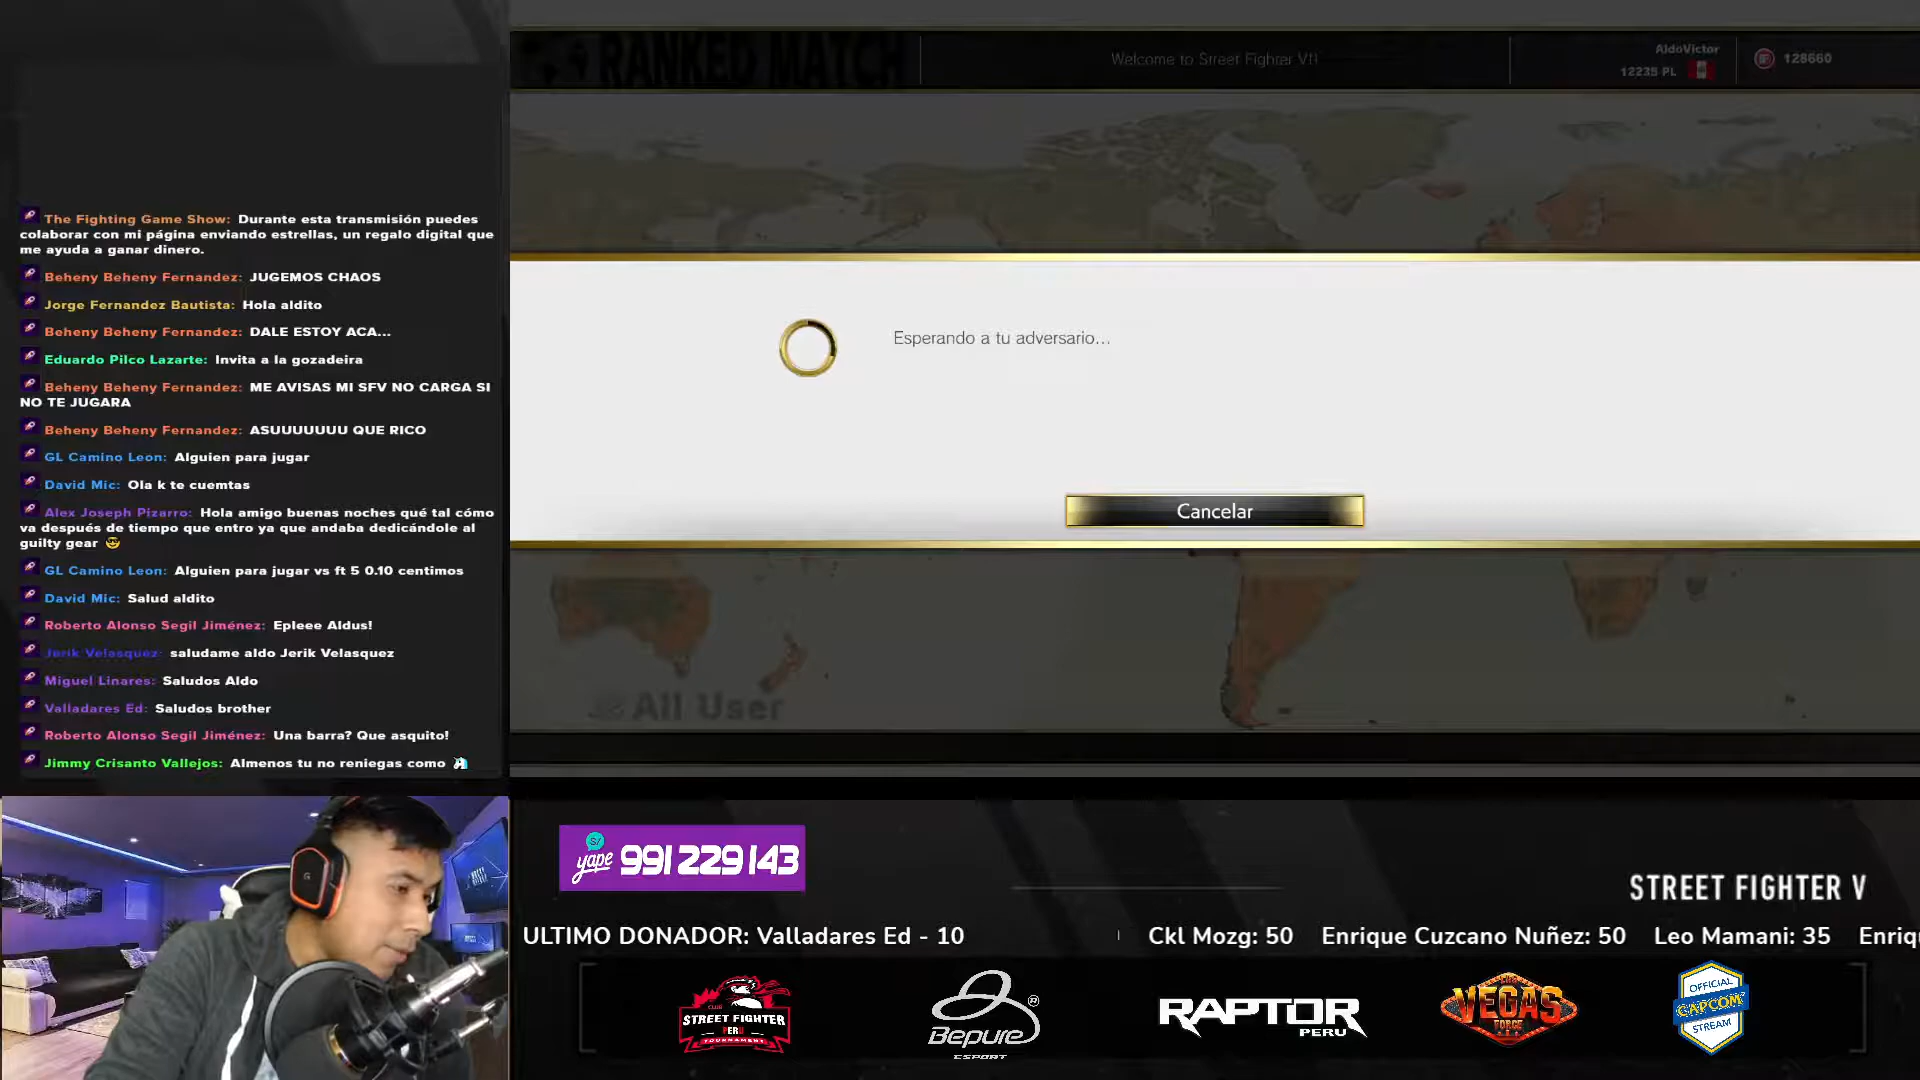 RANKED MATCH
Welcome to Street Fighter V!!
AldoVictor
12235 PL
128660
The Fighting Game Show: Durante esta transmisión puedes
colaborar con mi página enviando estrellas, un regalo digital que
me ayuda a ganar dinero.
Beheny Beheny Fernandez: JUGEMOS CHAOS
Jorge Fernandez Bautista: Hola aldito
Beheny Beheny Fernandez: DALE ESTOY ACA...
Eduardo Pilco Lazarte: Invita a la gozadeira
Beheny Beheny Fernandez: ME AVISAS MI SFV NO CARGA SI
NO TE JUGARA
Beheny Beheny Fernandez: ASUUUUUUU QUE RICO
GL Camino Leon: Alguien para jugar
David Mic: Ola k te cuemtas
Alex Joseph Pizarro: Hola amigo buenas noches qué tal cómo
va después de tiempo que entro ya que andaba dedicándole al
guilty gear 😎
GL Camino Leon: Alguien para jugar vs ft 5 0.10 centimos
David Mic: Salud aldito
Roberto Alonso Segil Jiménez: Epleee Aldus!
Jerik Velasquez: saludame aldo Jerik Velasquez
Miguel Linares: Saludos Aldo
Valladares Ed: Saludos brother
Roberto Alonso Segil Jiménez: Una barra? Que asquito!
Jimmy Crisanto Vallejos: Almenos tu no reniegas como 🦄
Esperando a tu adversario...
Cancelar
All User
S/
yape 991 229 143
STREET FIGHTER V
ULTIMO DONADOR: Valladares Ed - 10
Ckl Mozg: 50 Enrique Cuzcano Nuñez: 50 Leo Mamani: 35 Enriq
CLUB
STREET FIGHTER
PERU
TOURNAMENT
Bepure ®
ESPORT
RAPTOR
PERU
VEGAS
FORCE
OFFICIAL
CAPCOM
STREAM